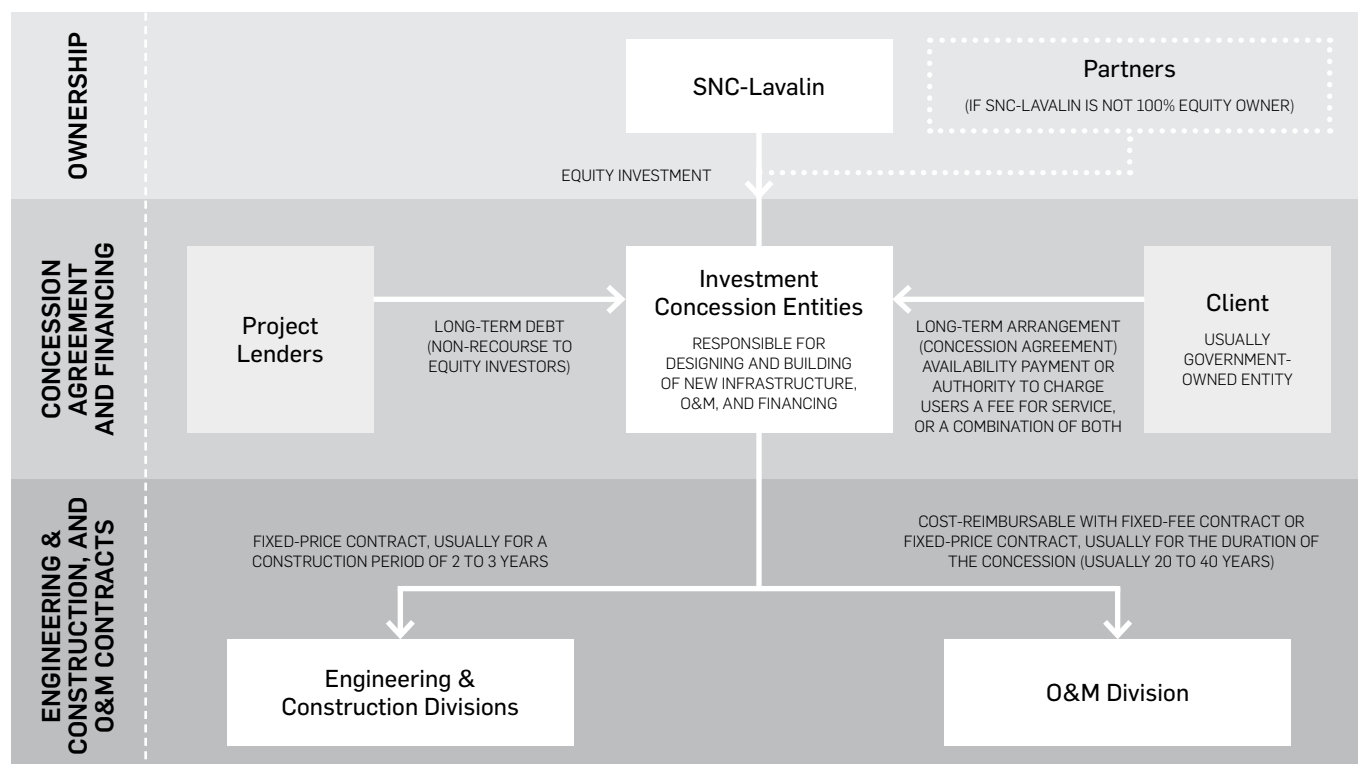 OWNERSHIP
SNC-Lavalin
Partners
(IF SNC-LAVALIN IS NOT 100% EQUITY OWNER)
EQUITY INVESTMENT
CONCESSION
AGREEMENT
AND FINANCING
Project
Lenders
LONG-TERM DEBT
(NON-RECOURSE TO
EQUITY INVESTORS)
Investment
Concession Entities
RESPONSIBLE FOR
DESIGNING AND BUILDING
OF NEW INFRASTRUCTURE,
O&M, AND FINANCING
LONG-TERM ARRANGEMENT
(CONCESSION AGREEMENT)
AVAILABILITY PAYMENT OR
AUTHORITY TO CHARGE
USERS A FEE FOR SERVICE,
OR A COMBINATION OF BOTH
Client
USUALLY
GOVERNMENT-
OWNED ENTITY
ENGINEERING &
CONSTRUCTION, AND
O&M CONTRACTS
FIXED-PRICE CONTRACT, USUALLY FOR A
CONSTRUCTION PERIOD OF 2 TO 3 YEARS
COST-REIMBURSABLE WITH FIXED-FEE CONTRACT OR
FIXED-PRICE CONTRACT, USUALLY FOR THE DURATION OF
THE CONCESSION (USUALLY 20 TO 40 YEARS)
Engineering &
Construction Divisions
O&M Division